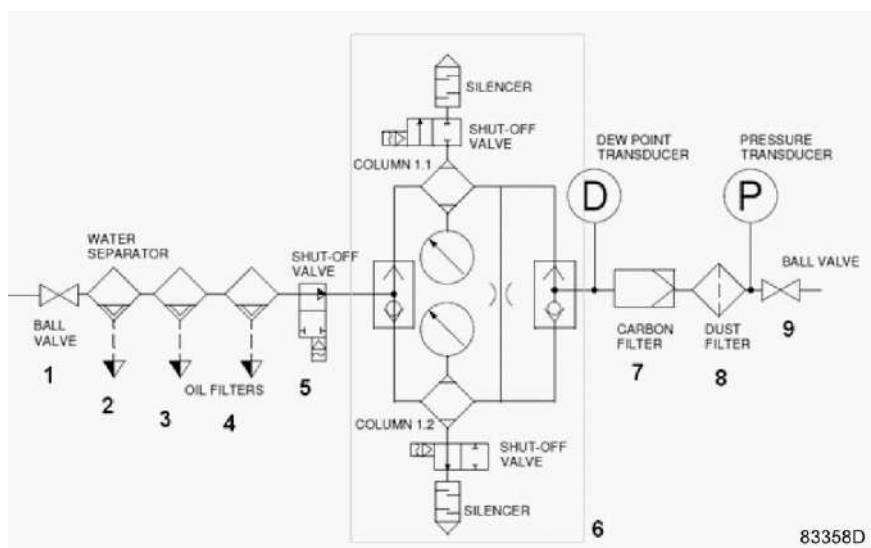 SILENCER
SHUT-OFF
VALVE
COLUMN 1.1
DEW POINT
TRANSDUCER
D
PRESSURE
TRANSDUCER
P
WATER
SEPARATOR
SHUT-OFF
VALVE
BALL VALVE
BALL
VALVE
CARBON
FILTER
DUST
FILTER
9
1
2
3
OIL FILTERS
4
5
7
8
COLUMN 1.2
SHUT-OFF
VALVE
SILENCER
6
83358D